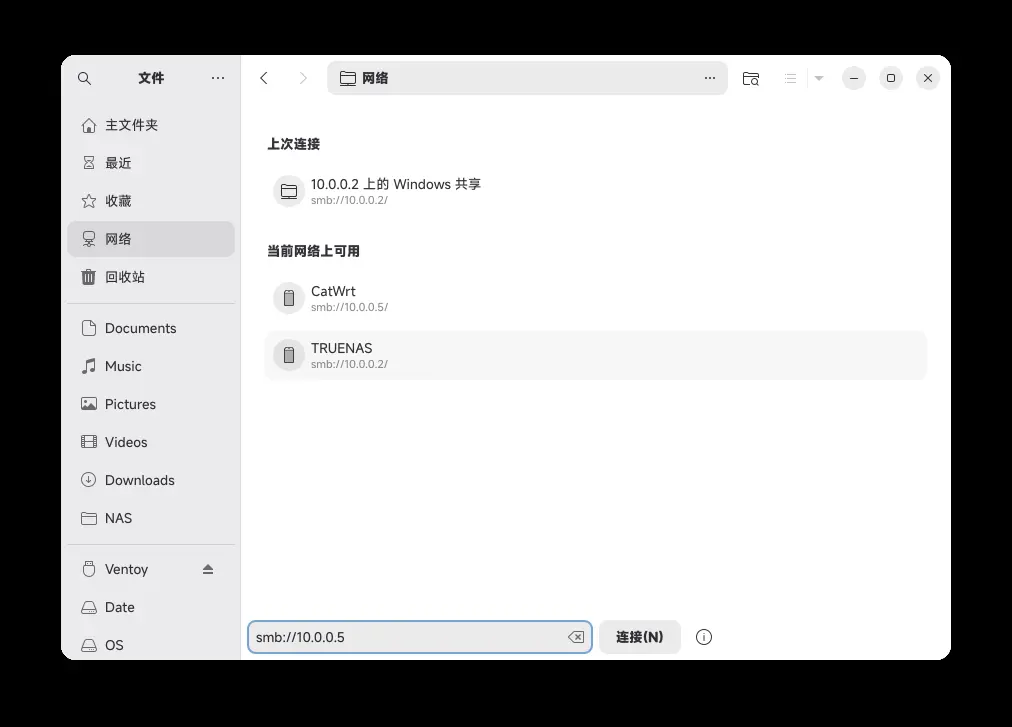 文件
网络
主文件夹
最近
收藏
网络
回收站
Documents
Music
Pictures
Videos
Downloads
NAS
Ventoy
Date
OS
上次连接
10.0.0.2 上的 Windows 共享
smb://10.0.0.2/
当前网络上可用
CatWrt
smb://10.0.0.5/
TRUENAS
smb://10.0.0.2/
smb://10.0.0.5
连接(N)